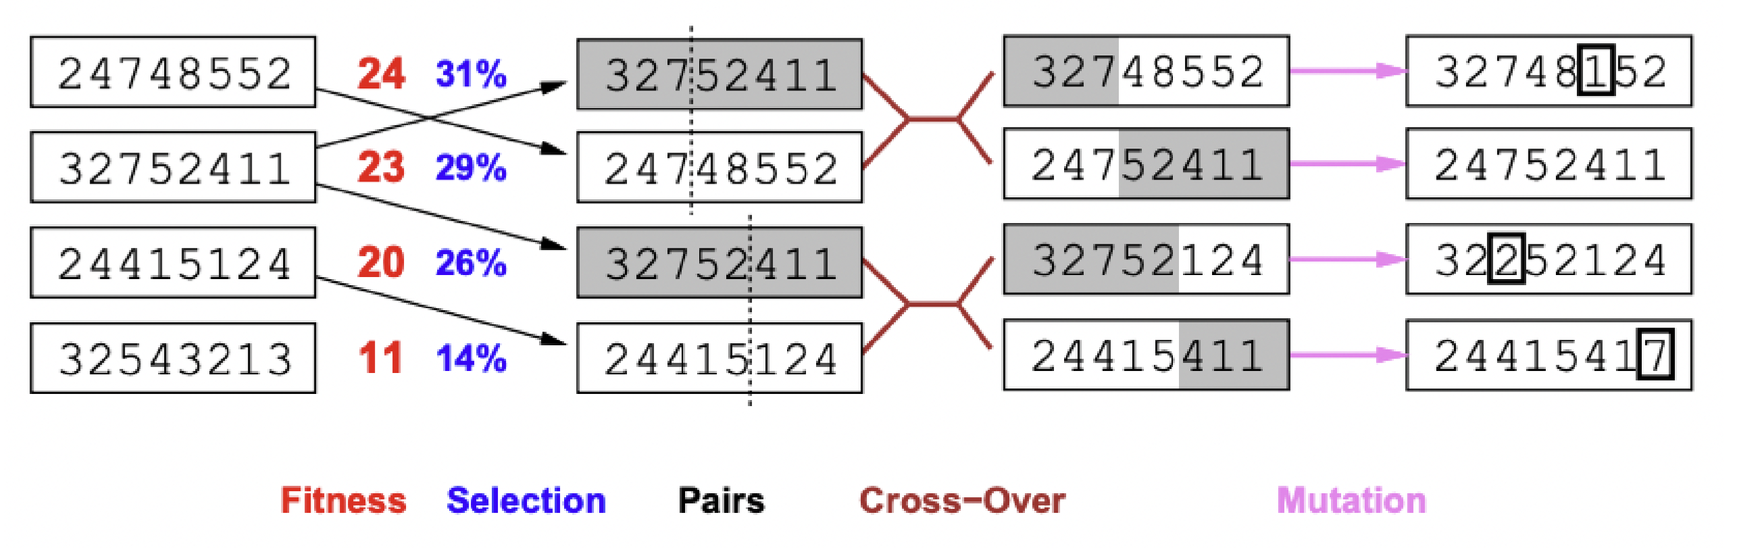 24748552 24 31% 32752411 32748552 32748152
32752411 23 29% 24748552 24752411 24752411
24415124 20 26% 32752411 32752124 32252124
32543213 11 14% 24415124 24415411 24415417
Fitness Selection Pairs Cross-Over Mutation